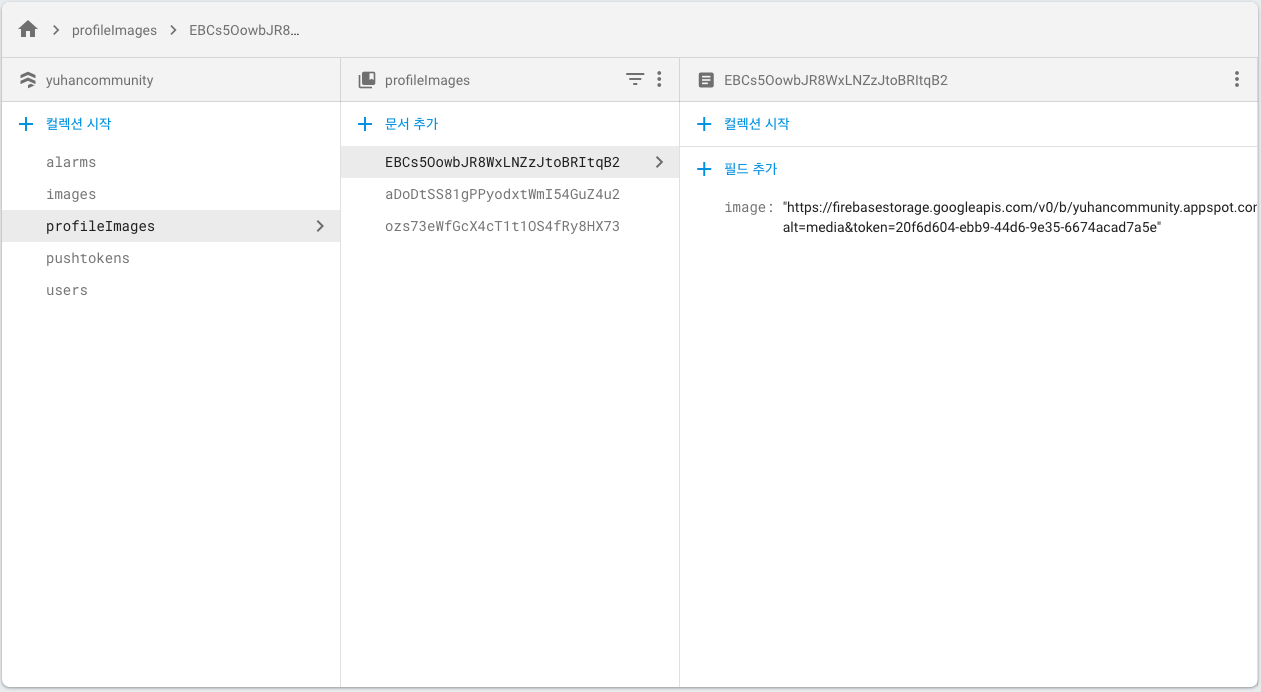 profileImages
EBCs5OowbJR8...
yuhancommunity
profileImages
EBCs5OowbJR8WxLNZzJtoBRItqB2
컬렉션 시작
문서 추가
컬렉션 시작
alarms
images
profileImages
pushtokens
users
EBCs5OowbJR8WxLNZzJtoBRItqB2
aDoDtSS81gPPyodxtWmI54GuZ4u2
ozs73eWfGcX4cT1t1OS4fRy8HX73
필드 추가
image: "https://firebasestorage.googleapis.com/v0/b/yuhancommunity.appspot.cor
alt=media&token=20f6d604-ebb9-44d6-9e35-6674acad7a5e"